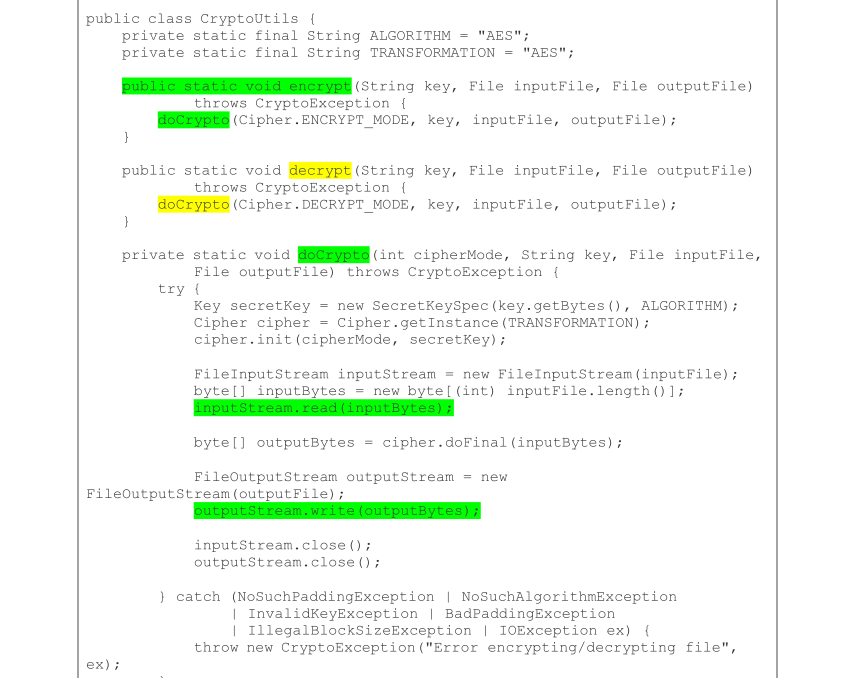 public class CryptoUtils {
    private static final String ALGORITHM = "AES";
    private static final String TRANSFORMATION = "AES";
    public static void encrypt(String key, File inputFile, File outputFile)
            throws CryptoException {
        doCrypto(Cipher.ENCRYPT_MODE, key, inputFile, outputFile);
    }
    public static void decrypt(String key, File inputFile, File outputFile)
            throws CryptoException {
        doCrypto(Cipher.DECRYPT_MODE, key, inputFile, outputFile);
    }
    private static void doCrypto(int cipherMode, String key, File inputFile,
            File outputFile) throws CryptoException {
        try {
            Key secretKey = new SecretKeySpec(key.getBytes(), ALGORITHM);
            Cipher cipher = Cipher.getInstance(TRANSFORMATION);
            cipher.init(cipherMode, secretKey);
            FileInputStream inputStream = new FileInputStream(inputFile);
            byte[] inputBytes = new byte[(int) inputFile.length()];
            inputStream.read(inputBytes);
            byte[] outputBytes = cipher.doFinal(inputBytes);
            FileOutputStream outputStream = new
FileOutputStream(outputFile);
            outputStream.write(outputBytes);
            inputStream.close();
            outputStream.close();
        } catch (NoSuchPaddingException | NoSuchAlgorithmException
                | InvalidKeyException | BadPaddingException
                | IllegalBlockSizeException | IOException ex) {
            throw new CryptoException("Error encrypting/decrypting file",
ex);